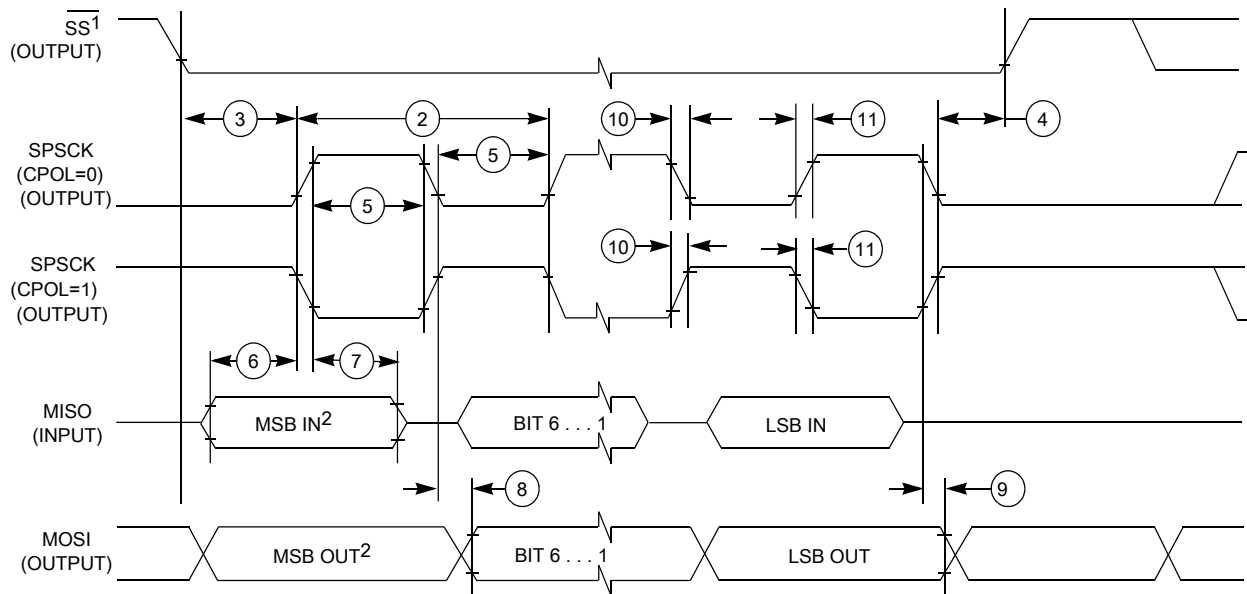 SS¹
(OUTPUT)
3
2
10
11
4
SPSCK
(CPOL=0)
(OUTPUT)
5
5
SPSCK
(CPOL=1)
(OUTPUT)
10
11
6
7
MISO
(INPUT)
MSB IN²
BIT 6 . . . 1
LSB IN
8
9
MOSI
(OUTPUT)
MSB OUT²
BIT 6 . . . 1
LSB OUT